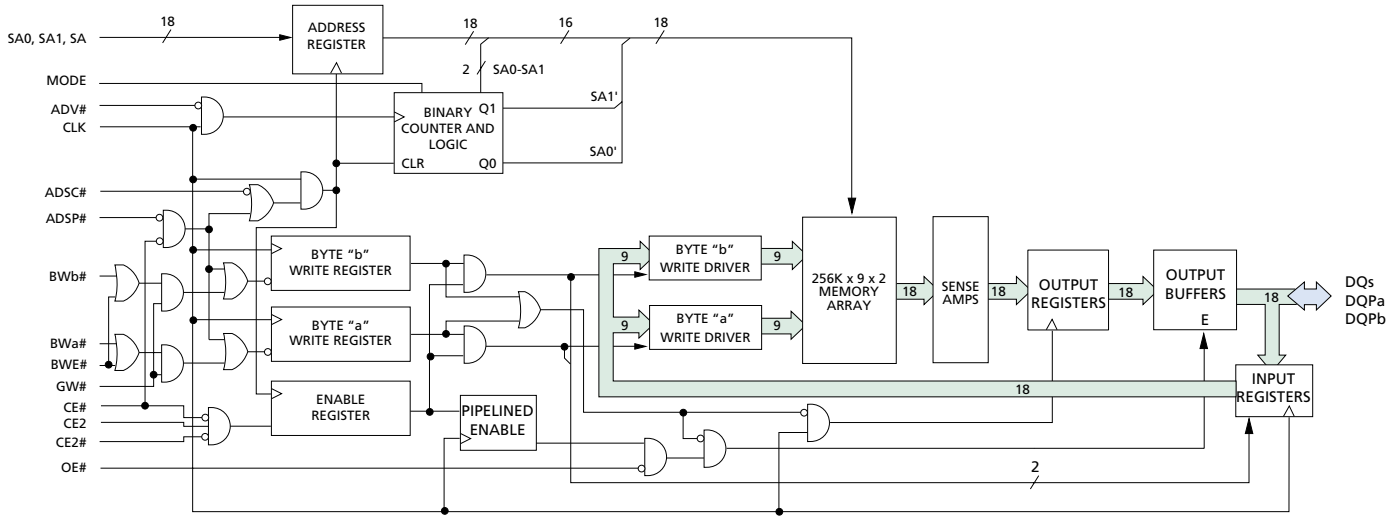 18
ADDRESS
REGISTER
18
16
18
SA0, SA1, SA
2
SA0-SA1
MODE
ADV#
CLK
BINARY
COUNTER AND
LOGIC
Q1
CLR
Q0
SA1'
SA0'
ADSC#
ADSP#
BWb#
BWa#
BWE#
GW#
CE#
CE2
CE2#
OE#
BYTE “b”
WRITE REGISTER
BYTE “a”
WRITE REGISTER
ENABLE
REGISTER
PIPELINED
ENABLE
9
BYTE “b”
WRITE DRIVER
9
9
BYTE “a”
WRITE DRIVER
9
256K x 9 x 2
MEMORY
ARRAY
18
SENSE
AMPS
18
OUTPUT
REGISTERS
18
OUTPUT
BUFFERS
E
18
DQs
DQPa
DQPb
18
INPUT
REGISTERS
2